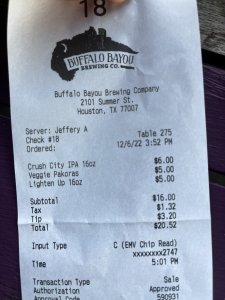 18
BUFFALO BAYOU
BREWING CO.
Buffalo Bayou Brewing Company
2101 Summer St.
Houston, TX 77007
Server: Jeffery A Table 275
Check #18 12/6/22 3:52 PM
Ordered:
Crush City IPA 16oz $6.00
Veggie Pakoras $5.00
Lighten Up 16oz $5.00
Subtotal $16.00
Tax $1.32
Tip $3.20
Total $20.52
Input Type C (EMV Chip Read)
xxxxxxxx2747
Time 5:01 PM
Transaction Type Sale
Authorization Approved
Approval Code 590931